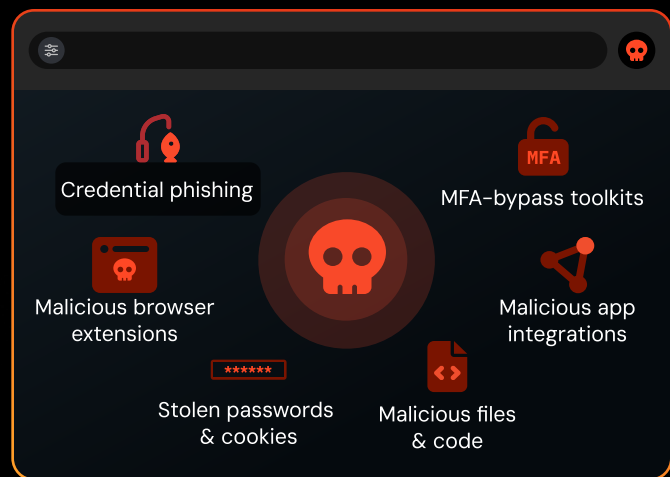 MFA
Credential phishing
MFA-bypass toolkits
Malicious browser
extensions
Malicious app
integrations
******
Stolen passwords
& cookies
Malicious files
& code